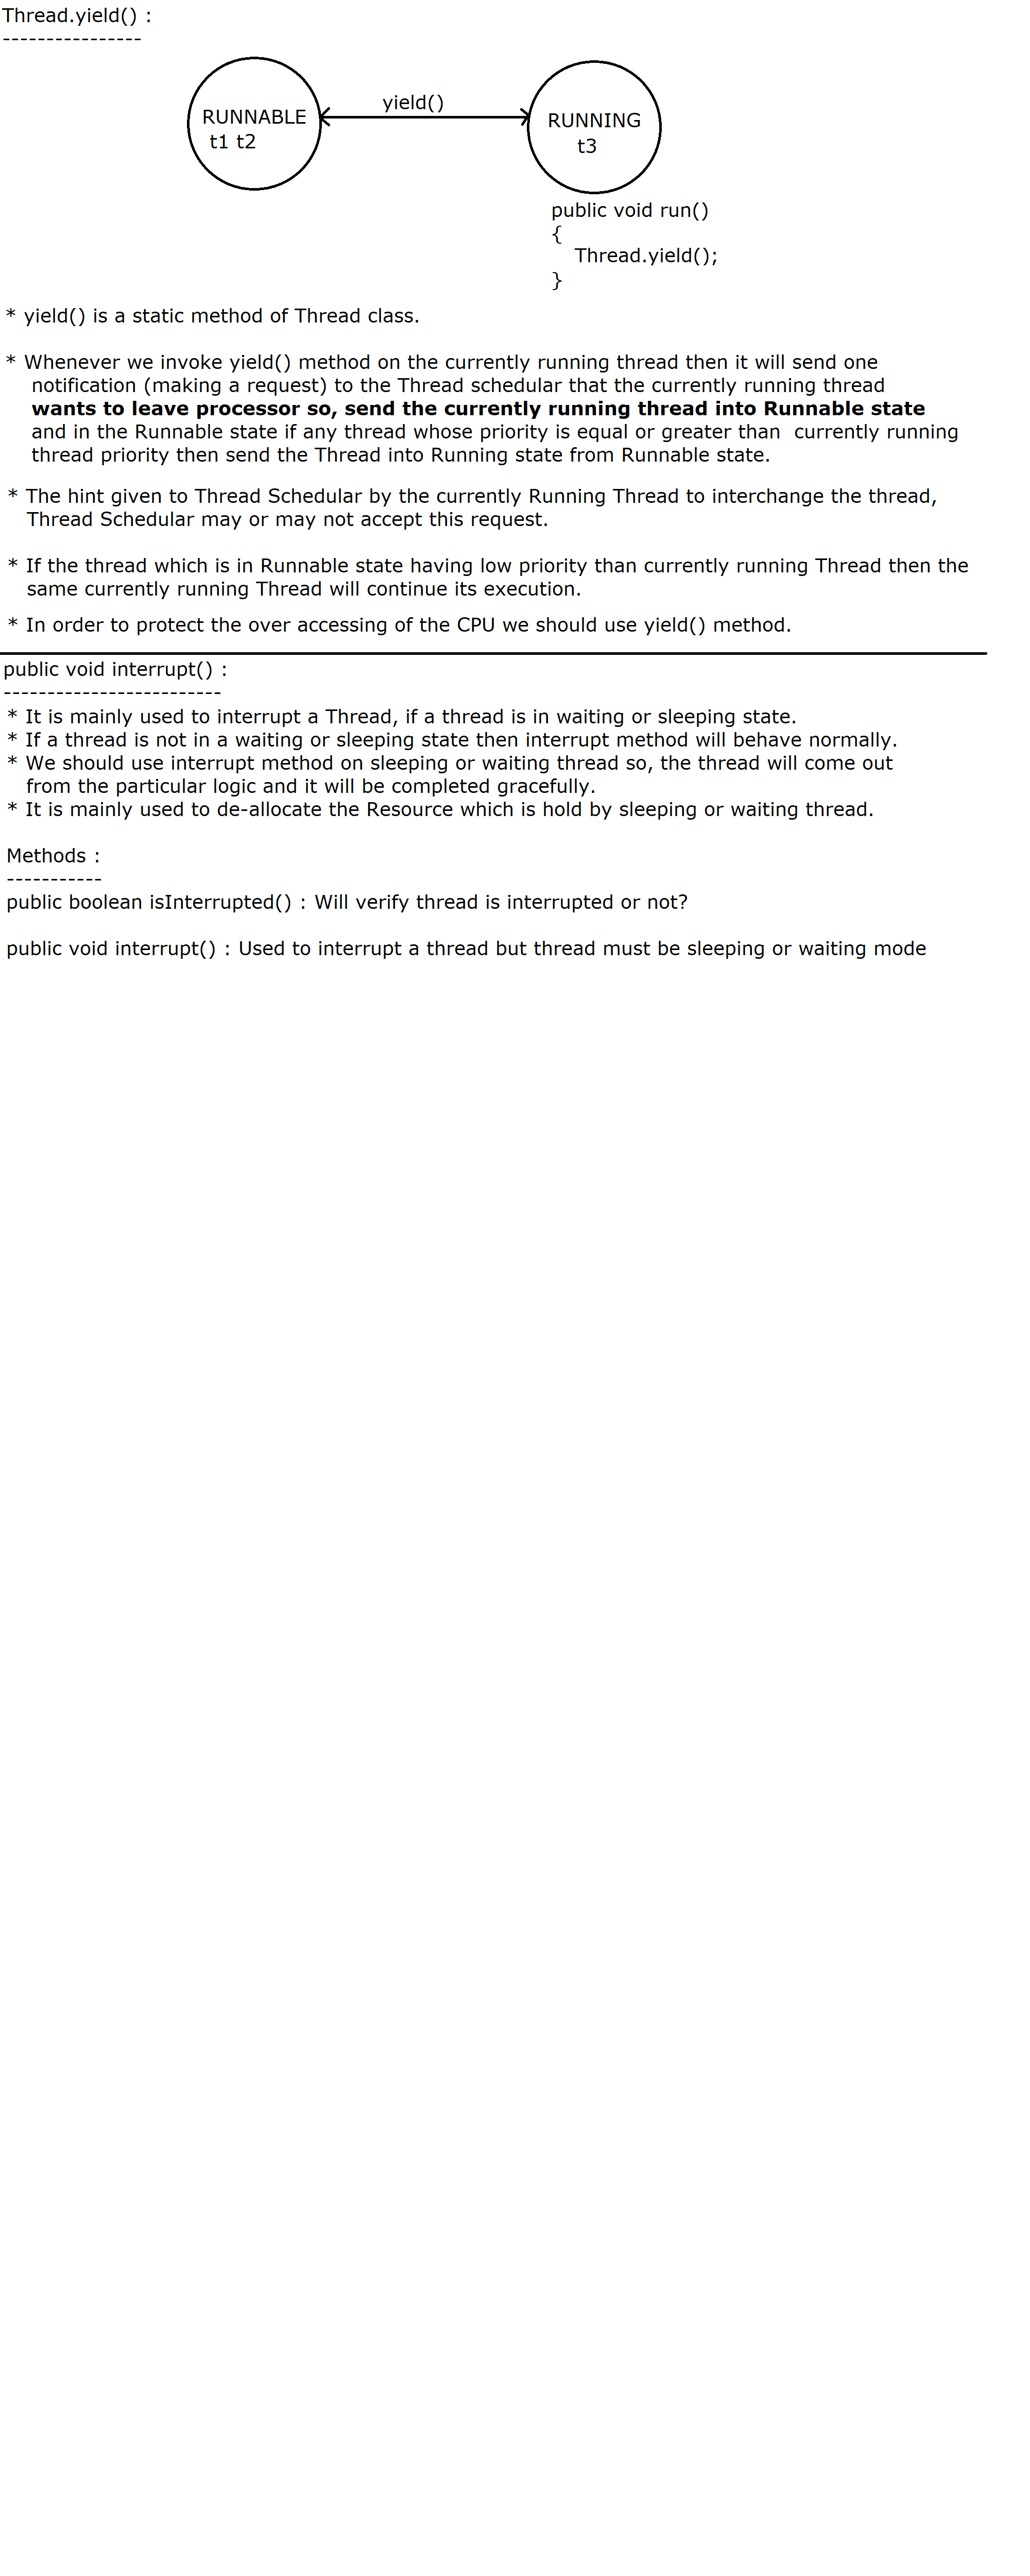 Thread.yield() :
----------------
yield()
RUNNABLE
t1 t2
RUNNING
t3
public void run()
{
Thread.yield();
}
* yield() is a static method of Thread class.
* Whenever we invoke yield() method on the currently running thread then it will send one
notification (making a request) to the Thread schedular that the currently running thread
wants to leave processor so, send the currently running thread into Runnable state
and in the Runnable state if any thread whose priority is equal or greater than  currently running
thread priority then send the Thread into Running state from Runnable state.
* The hint given to Thread Schedular by the currently Running Thread to interchange the thread,
Thread Schedular may or may not accept this request.
* If the thread which is in Runnable state having low priority than currently running Thread then the
same currently running Thread will continue its execution.
* In order to protect the over accessing of the CPU we should use yield() method.
public void interrupt() :
-------------------------
* It is mainly used to interrupt a Thread, if a thread is in waiting or sleeping state.
* If a thread is not in a waiting or sleeping state then interrupt method will behave normally.
* We should use interrupt method on sleeping or waiting thread so, the thread will come out
from the particular logic and it will be completed gracefully.
* It is mainly used to de-allocate the Resource which is hold by sleeping or waiting thread.
Methods :
-----------
public boolean isInterrupted() : Will verify thread is interrupted or not?
public void interrupt() : Used to interrupt a thread but thread must be sleeping or waiting mode